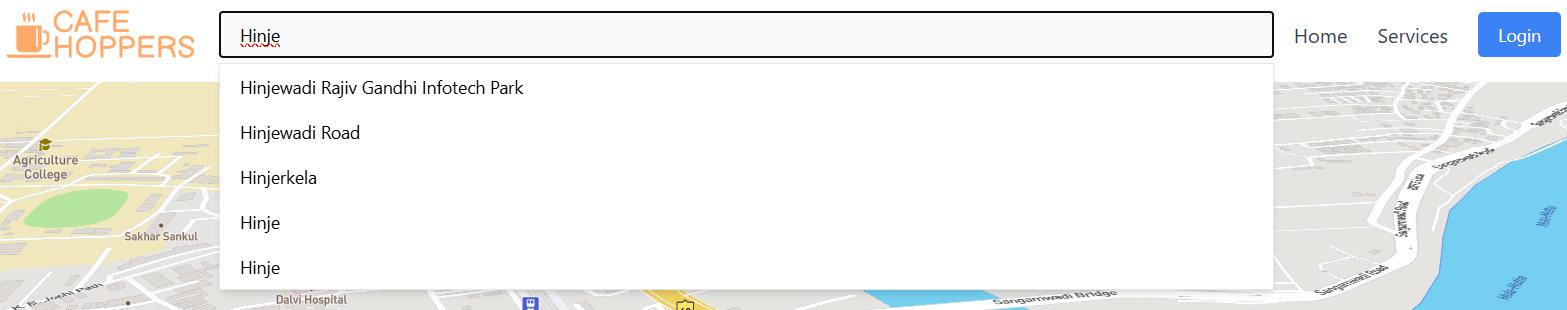 CAFE
HOPPERS
Hinje
Home
Services
Login
Hinjewadi Rajiv Gandhi Infotech Park
Hinjewadi Road
Hinjerkela
Hinje
Hinje
Agriculture
College
Sakhar Sankul
Dalvi Hospital
Sangamwadi Bridge
Sangamwadi Road